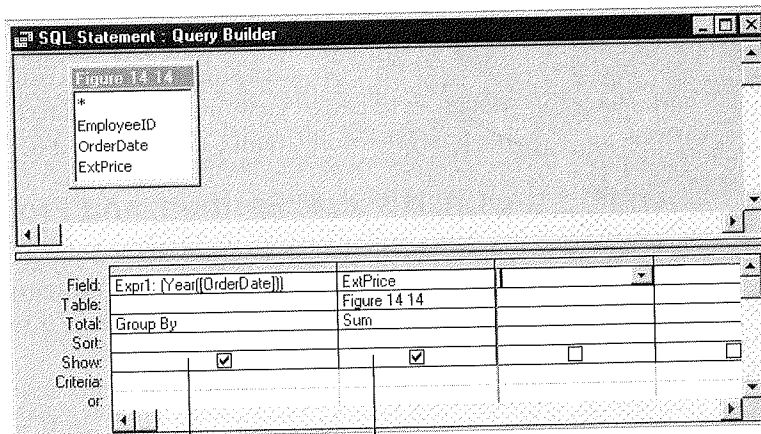 SQL Statement : Query Builder
Figure 14 14
*
EmployeeID
OrderDate
ExtPrice
Field: Expr1: (Year([OrderDate])) ExtPrice
Table: Figure 14 14
Total: Group By Sum
Sort:
Show:
Criteria:
or: